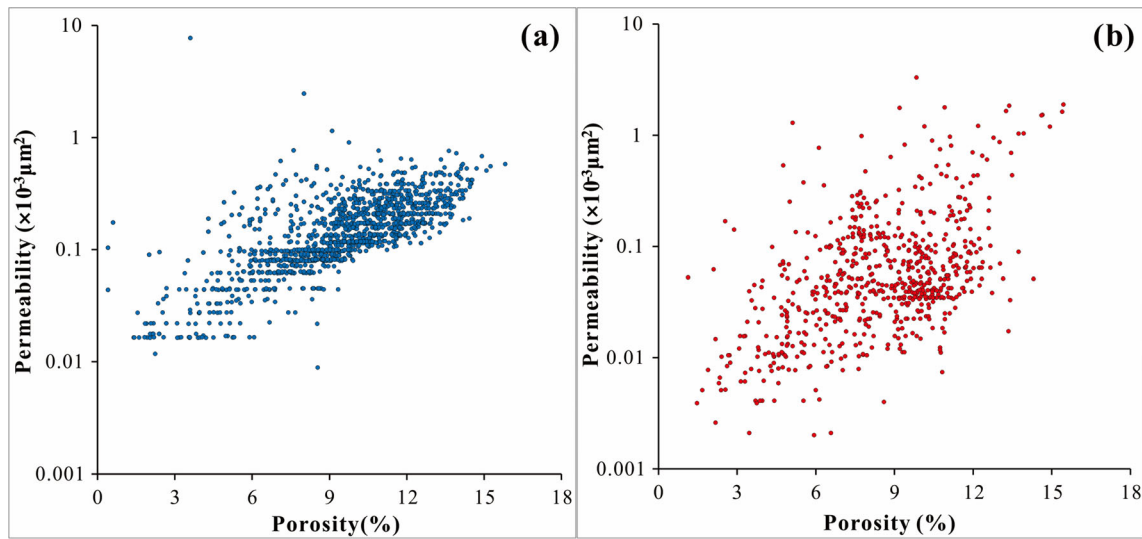 (a)
Permeability (×10⁻³μm²)
10
1
0.1
0.01
0.001
0 3 6 9 12 15 18
Porosity(%)
(b)
Permeability (×10⁻³μm²)
10
1
0.1
0.01
0.001
0 3 6 9 12 15 18
Porosity (%)